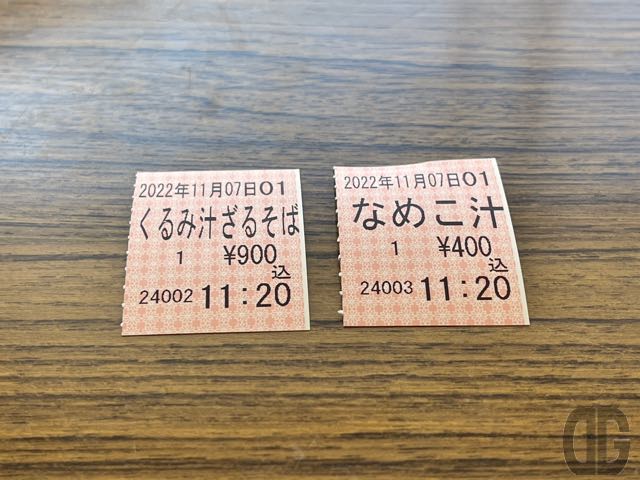 2022年11月07日01
くるみ汁ざるそば
1 ¥900
込
24002 11:20
2022年11月07日01
なめこ汁
1 ¥400
込
24003 11:20
DG